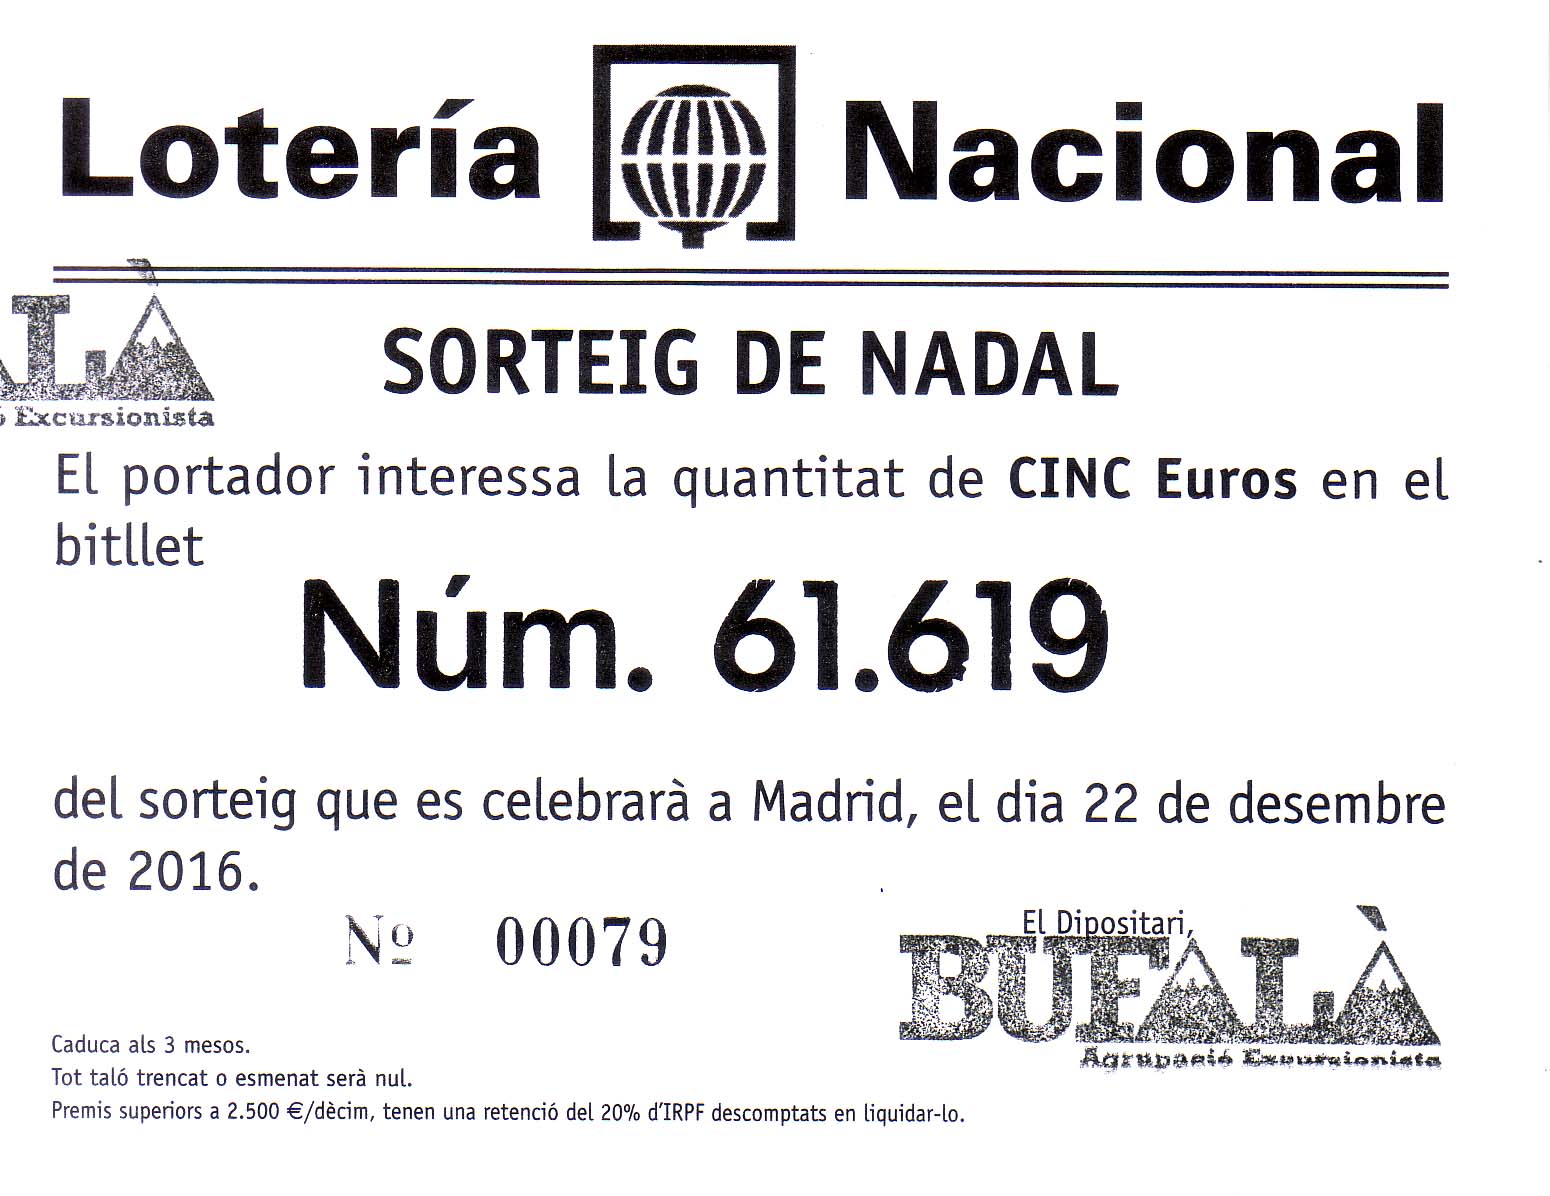 Lotería Nacional
LÀ
Excursionista
SORTEIG DE NADAL
El portador interessa la quantitat de CINC Euros en el
bitllet
Núm. 61.619
del sorteig que es celebrarà a Madrid, el dia 22 de desembre
de 2016.
Nº 00079
El Dipositari,
BUFALÀ
Agrupació Excursionista
Caduca als 3 mesos.
Tot taló trencat o esmenat serà nul.
Premis superiors a 2.500 €/dècim, tenen una retenció del 20% d'IRPF descomptats en liquidar-lo.